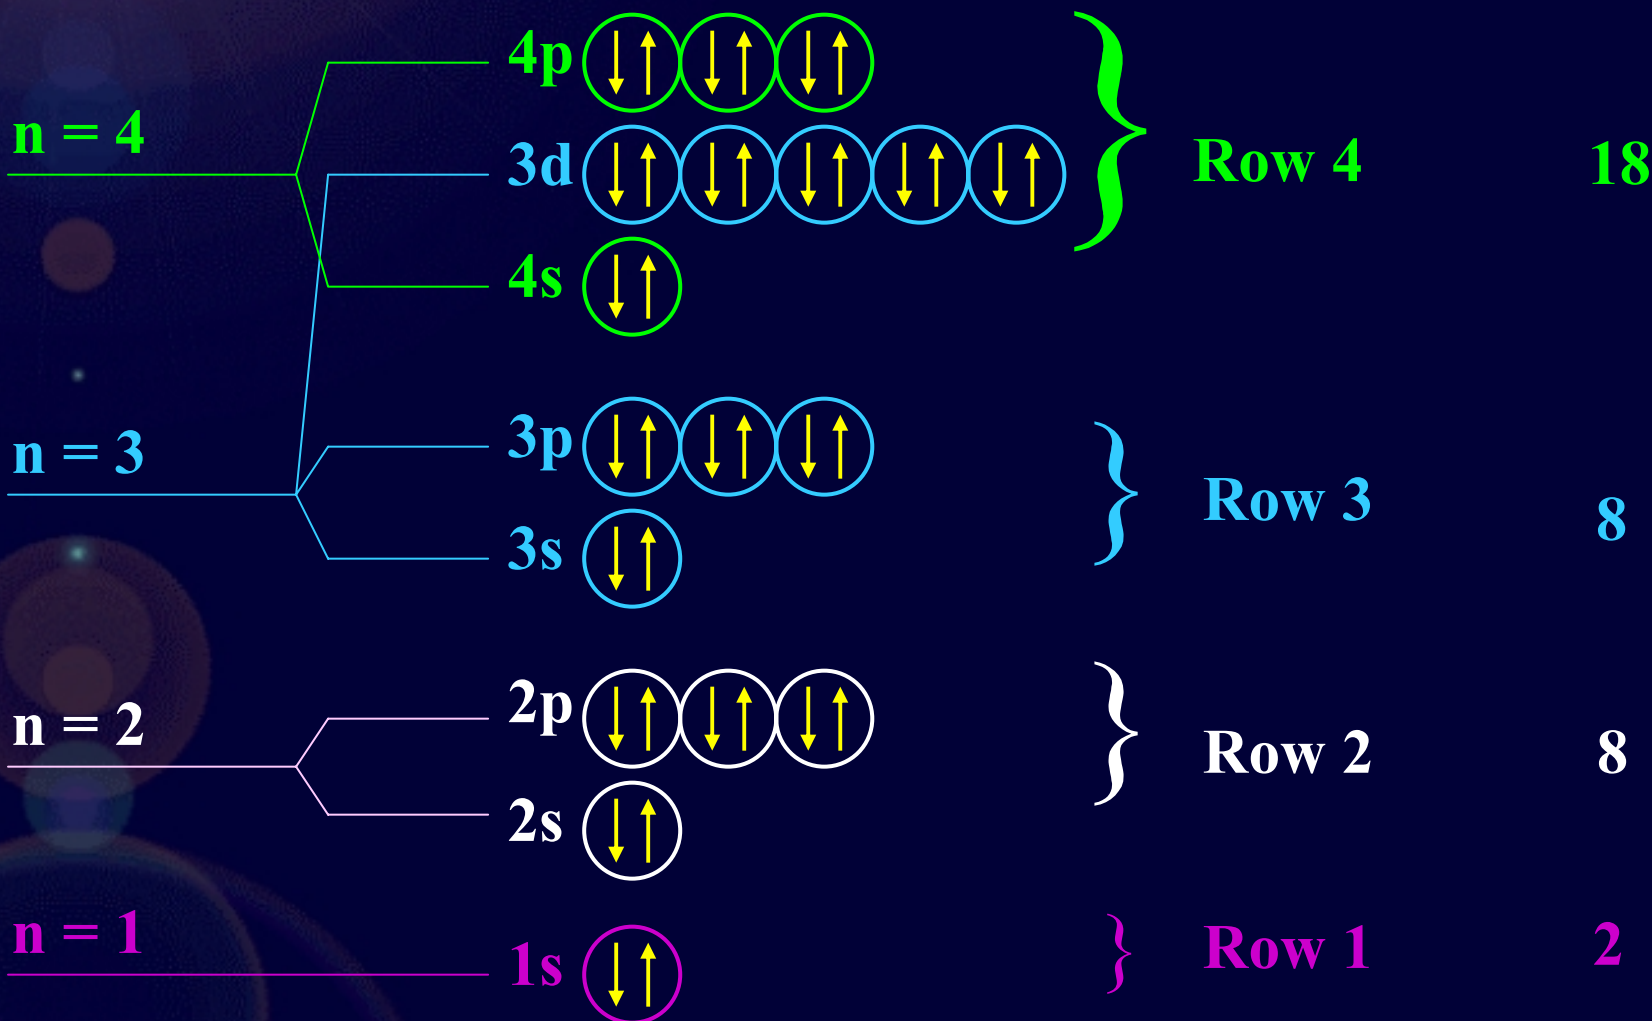 4p
n = 4
3d
Row 4 18
4s
3p
n = 3
Row 3 8
3s
2p
n = 2
Row 2 8
2s
n = 1
1s
Row 1 2